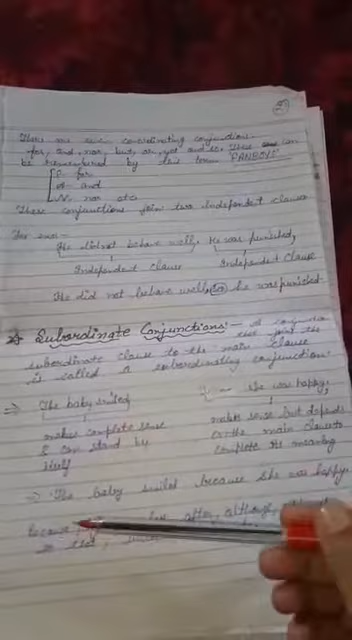 There are seven coordinating conjunctions -
for, and, nor, but, or, yet and so. These can
be remembered by the term 'FANBOYS'
F. for
A. and
N. nor etc.
These conjunctions join two Independent clauses
He did not behave well, He was punished,
Independent clause Independent Clause
He did not behave well, so he was punished
Subordinate Conjunctions:- A conjunction
that join the
subordinate clause to the main clause
is called a subordinating conjunction
⇒ The baby smiled - she was happy,
makes complete sense makes sense but depends
& can stand by on the main clause to
itself complete its meaning
⇒ The baby smiled because she was happy.
Because, after, although,
so that,